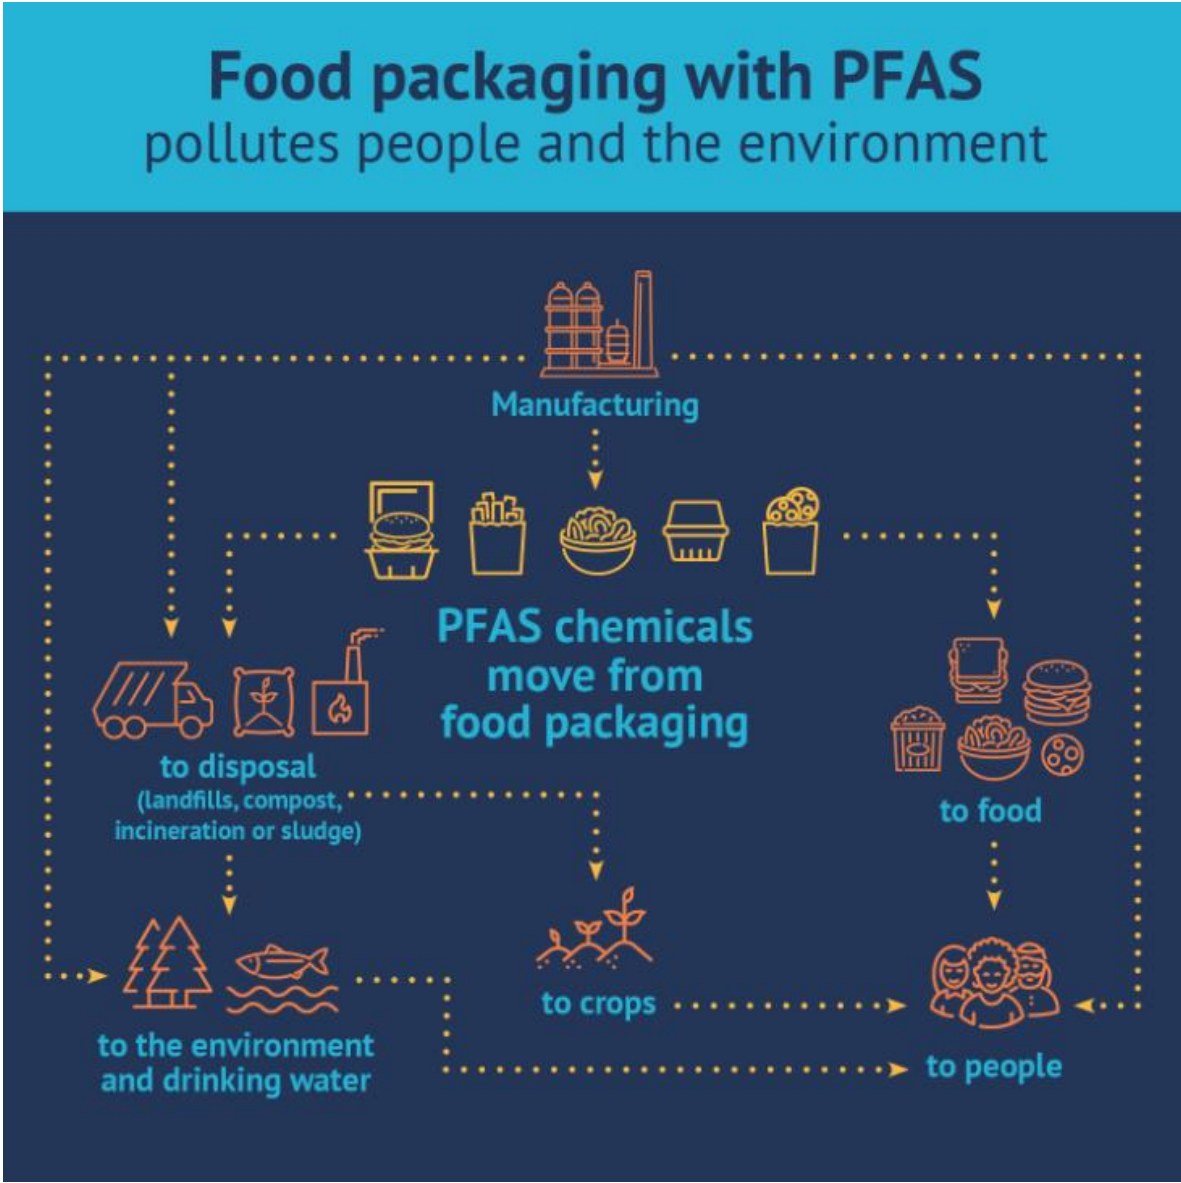 Food packaging with PFAS
pollutes people and the environment
Manufacturing
PFAS chemicals
move from
food packaging
to disposal
(landfills, compost,
incineration or sludge)
to food
to crops
to the environment
and drinking water
to people